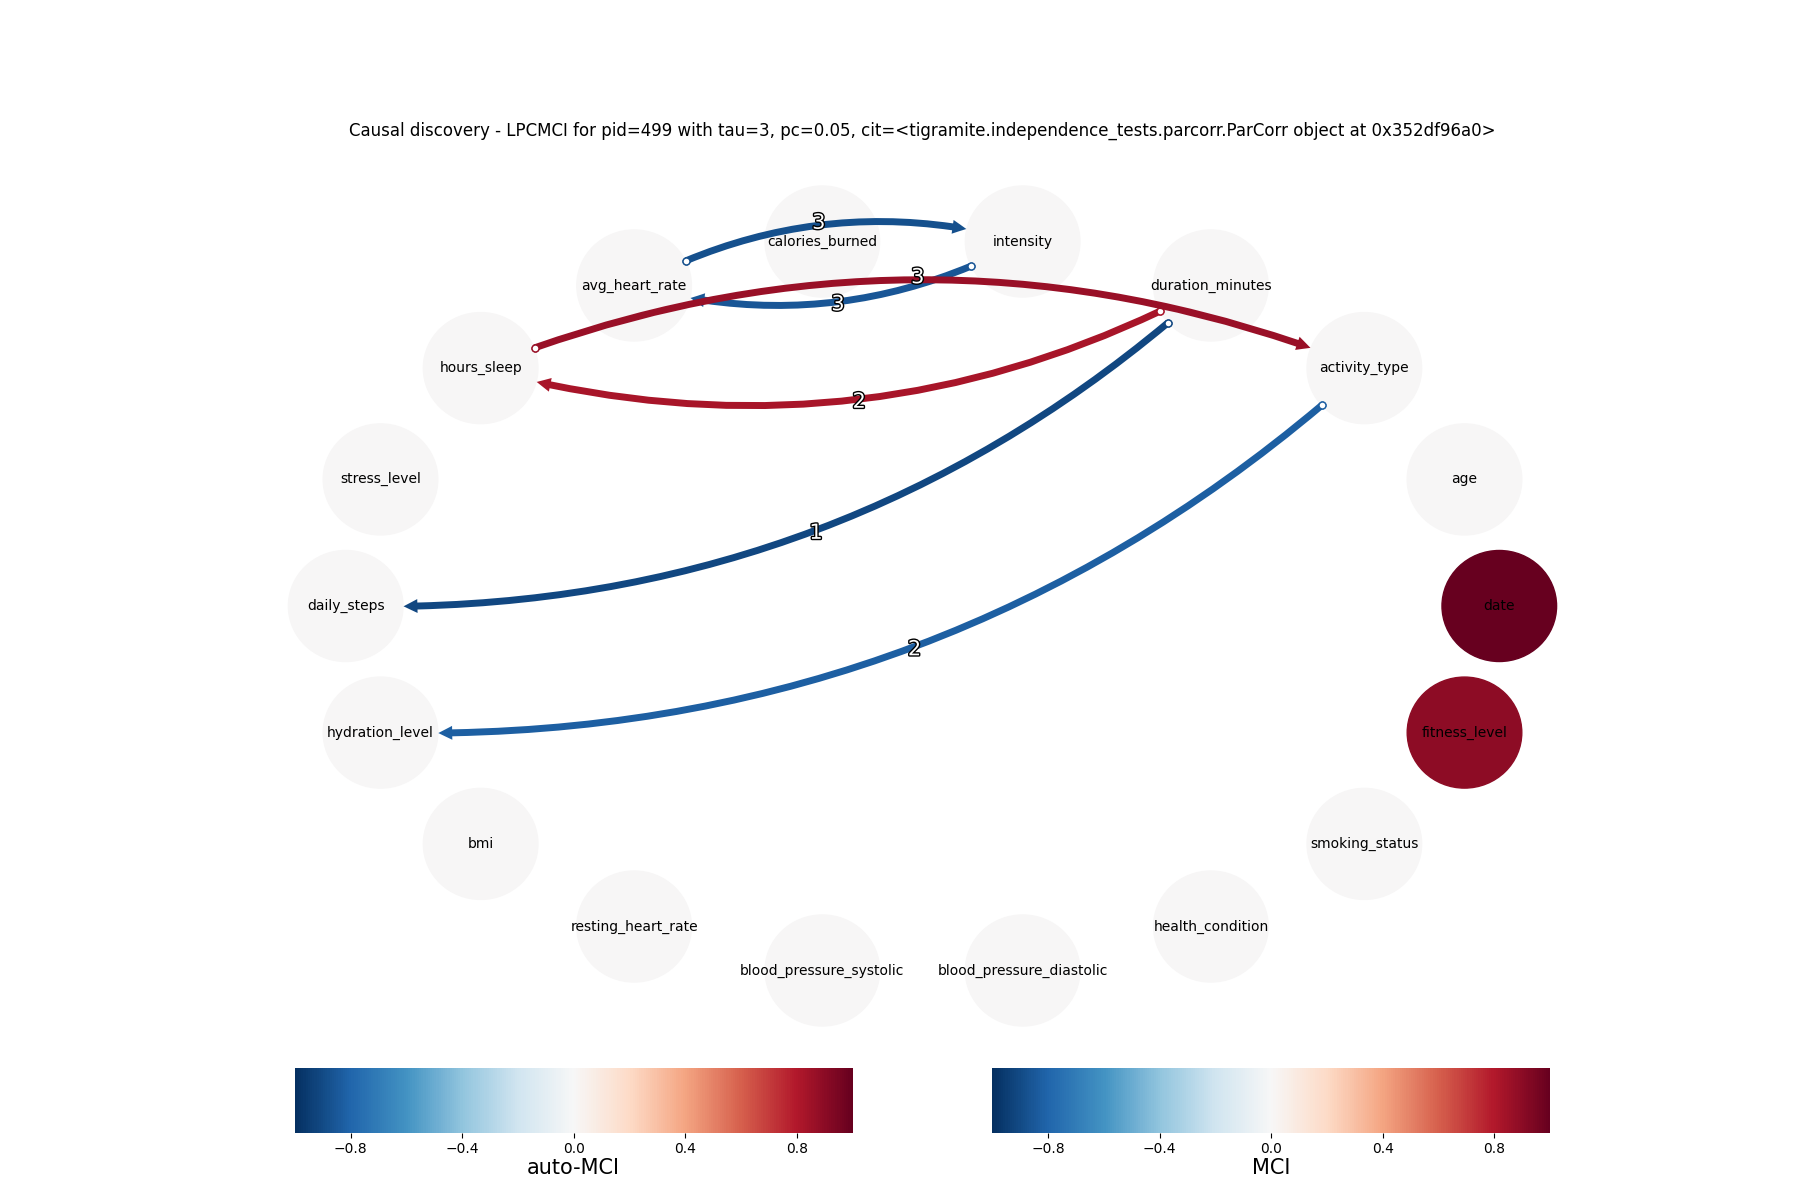 Causal discovery - LPCMCI for pid=499 with tau=3, pc=0.05, cit=<tigramite.independence_tests.parcorr.ParCorr object at 0x352df96a0>
3
calories_burned
intensity
3
avg_heart_rate
duration_minutes
3
hours_sleep
activity_type
2
stress_level
age
1
daily_steps
date
2
hydration_level
fitness_level
bmi
smoking_status
resting_heart_rate
health_condition
blood_pressure_systolic
blood_pressure_diastolic
−0.8 −0.4 0.0 0.4 0.8
auto-MCI
−0.8 −0.4 0.0 0.4 0.8
MCI